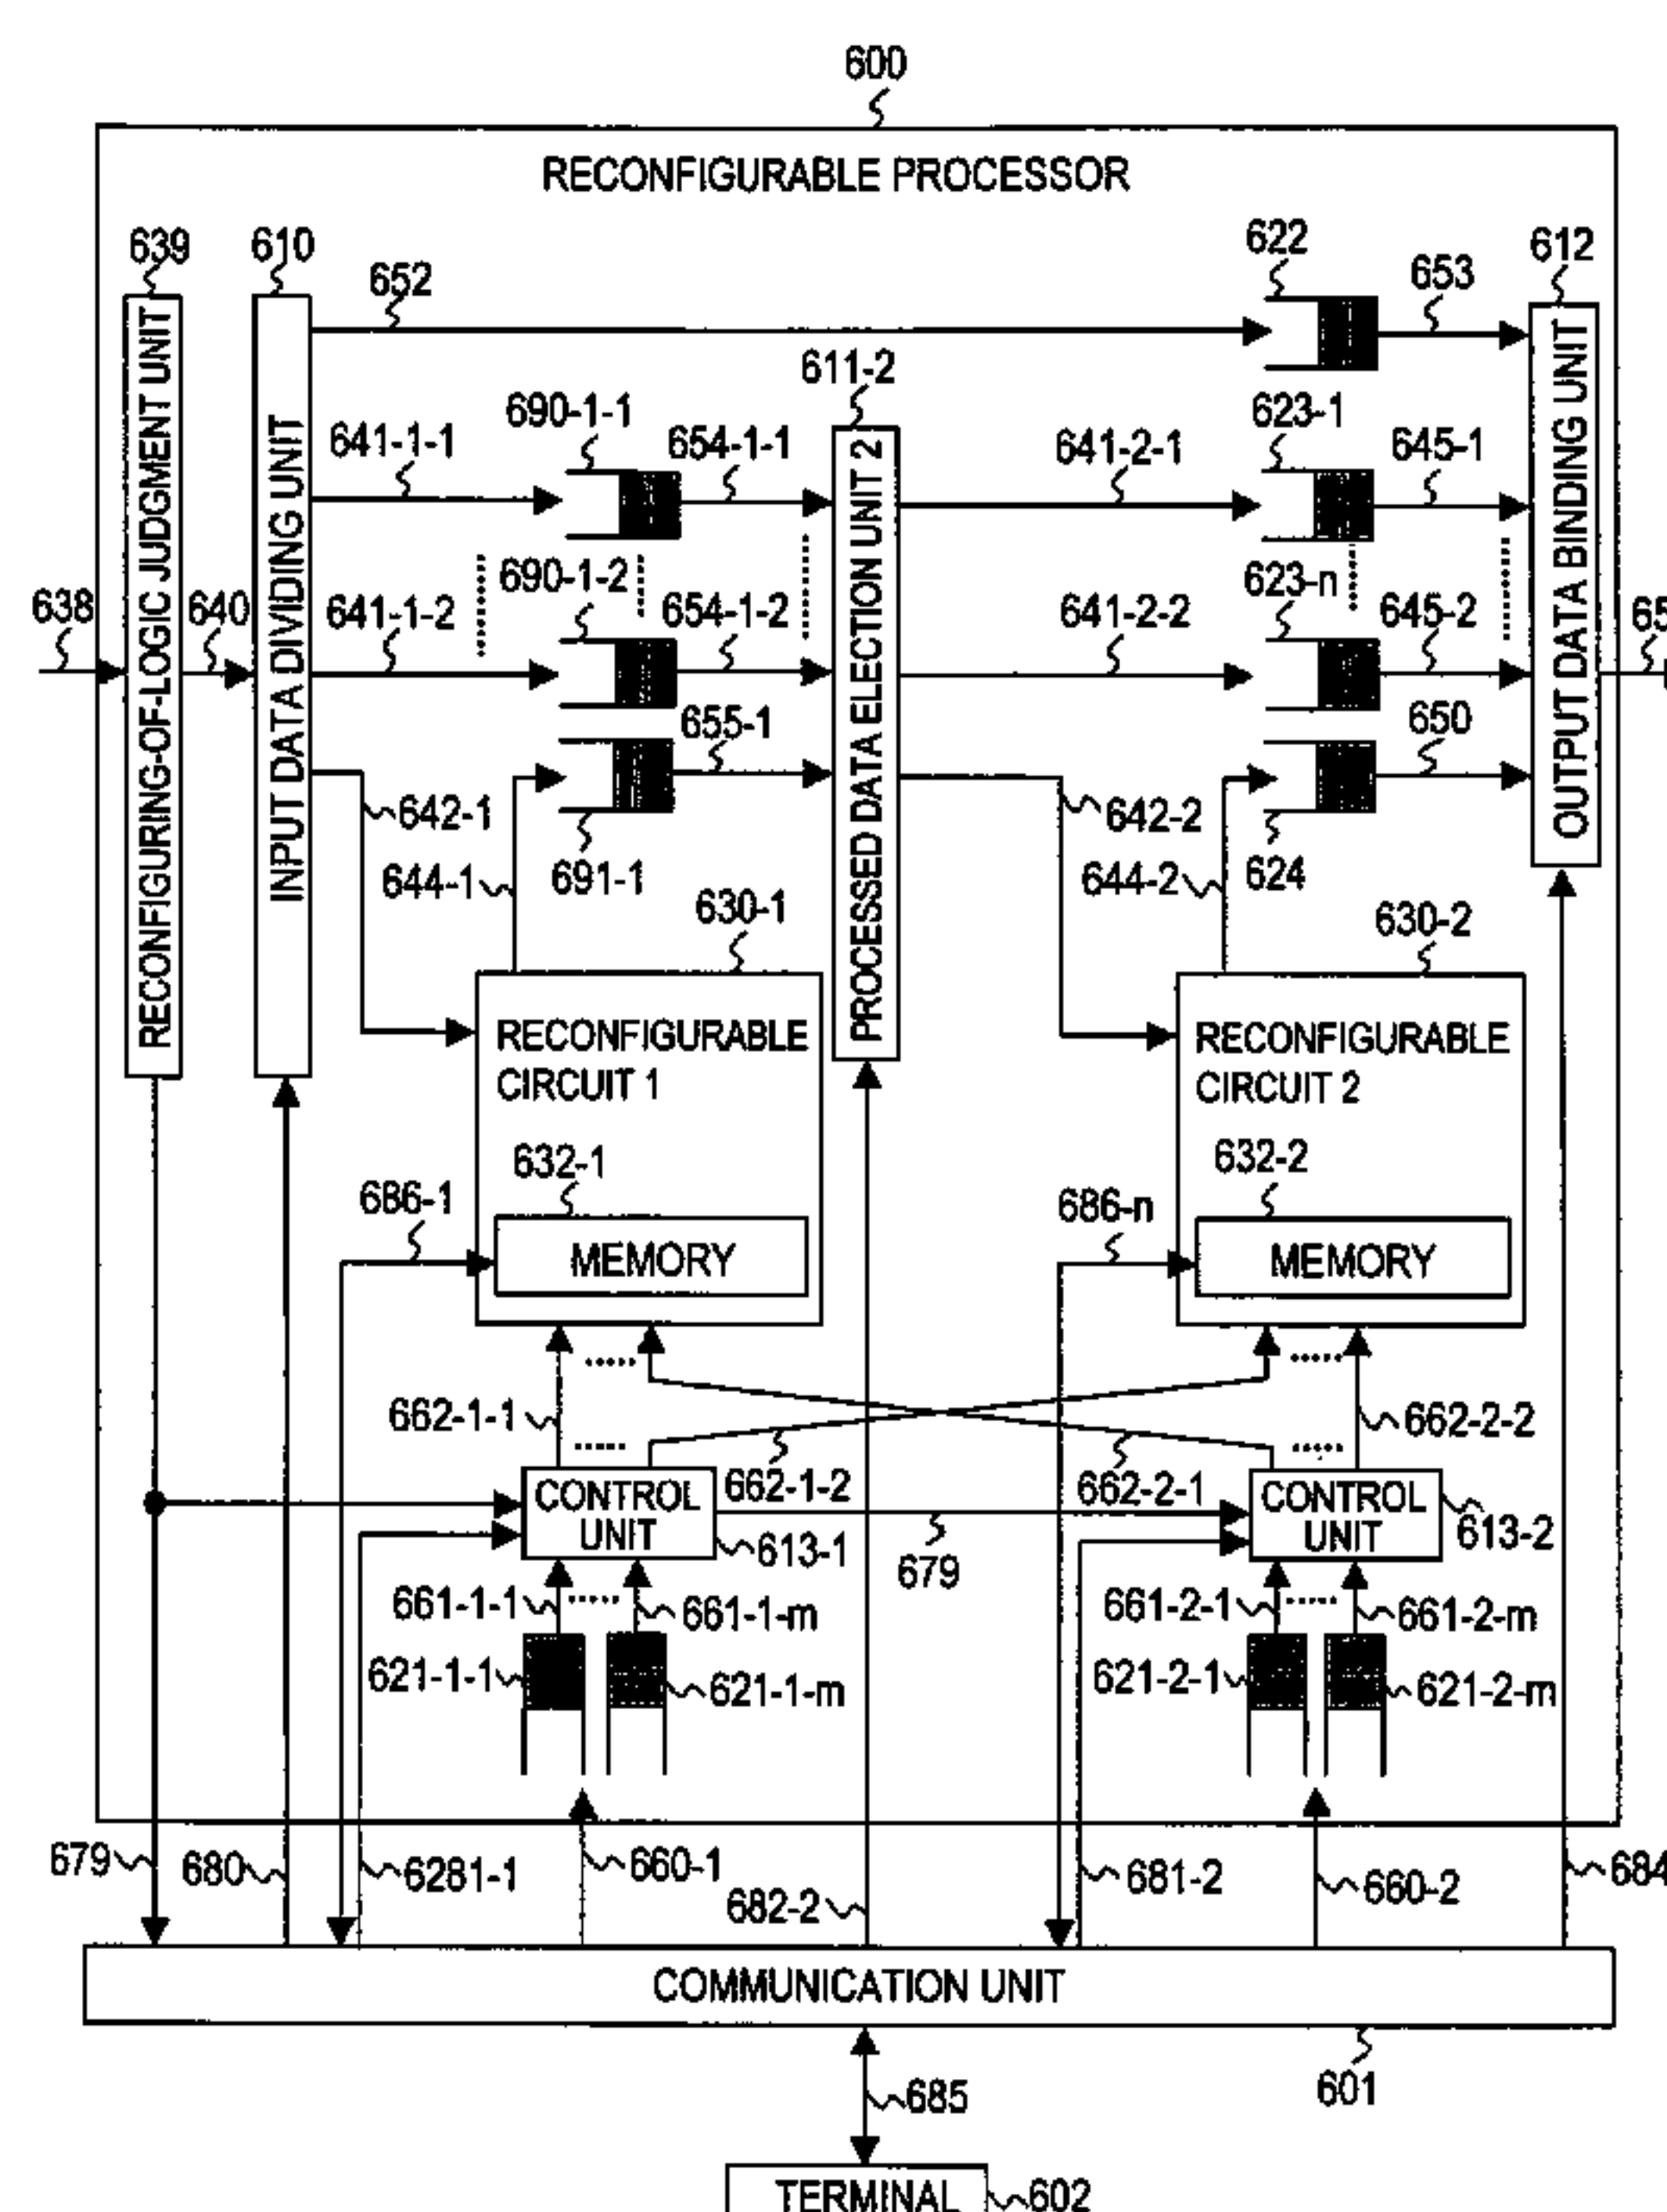 600
RECONFIGURABLE PROCESSOR
639
610
652
622
653
612
RECONFIGURING-OF-LOGIC JUDGMENT UNIT
INPUT DATA DIVIDING UNIT
611-2
PROCESSED DATA ELECTION UNIT 2
OUTPUT DATA BINDING UNIT
641-1-1
690-1-1
654-1-1
641-2-1
623-1
645-1
638
640
641-1-2
690-1-2
654-1-2
641-2-2
623-n
645-2
65
642-1
655-1
642-2
650
644-1
691-1
644-2
624
630-1
630-2
RECONFIGURABLE
CIRCUIT 1
RECONFIGURABLE
CIRCUIT 2
686-1
632-1
MEMORY
686-n
632-2
MEMORY
662-1-1
662-1-2
662-2-1
662-2-2
CONTROL
UNIT
613-1
679
CONTROL
UNIT
613-2
661-1-1
661-1-m
661-2-1
661-2-m
621-1-1
621-1-m
621-2-1
621-2-m
679
680
6281-1
660-1
682-2
681-2
660-2
684
COMMUNICATION UNIT
601
685
TERMINAL
602